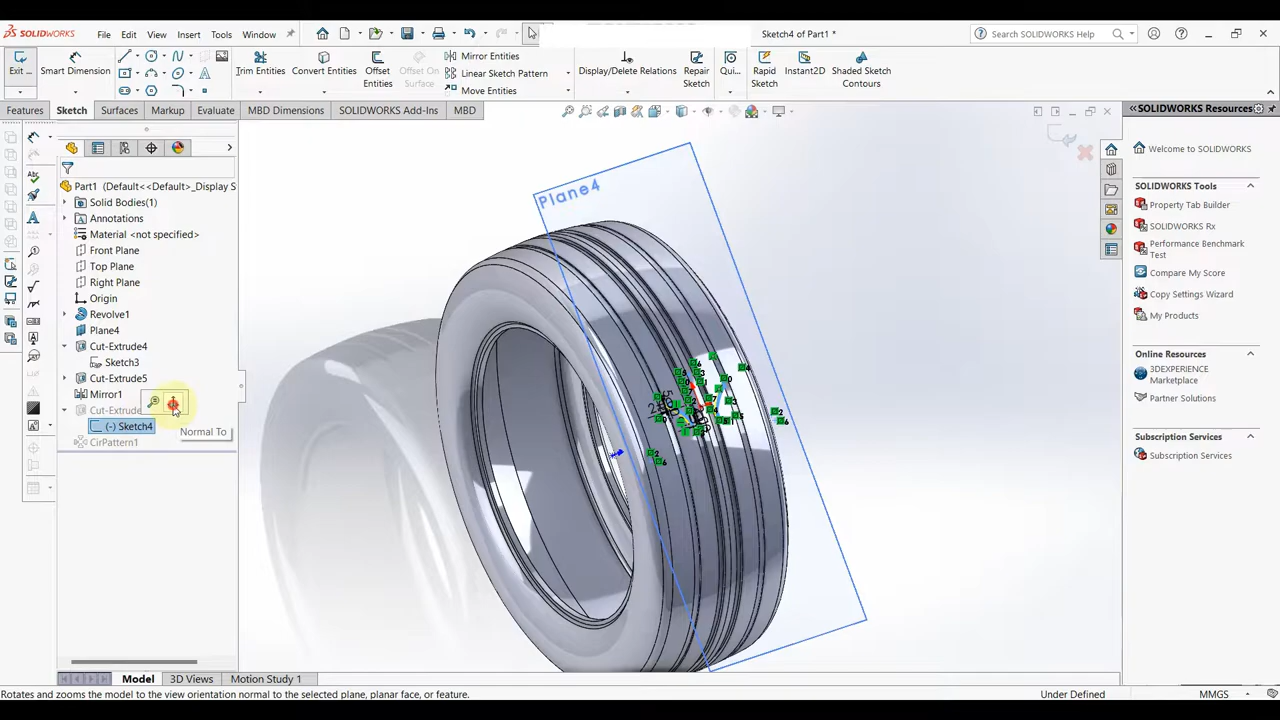 SOLIDWORKS File Edit View Insert Tools Window Sketch4 of Part1 * Search SOLIDWORKS Help
Exit ... Smart Dimension Trim Entities Convert Entities Offset Entities Offset On Surface Mirror Entities Linear Sketch Pattern Move Entities Display/Delete Relations Repair Sketch Qui... Rapid Sketch Instant2D Shaded Sketch Contours
Features Sketch Surfaces Markup Evaluate MBD Dimensions SOLIDWORKS Add-Ins MBD
SOLIDWORKS Resources
Welcome to SOLIDWORKS
SOLIDWORKS Tools
Property Tab Builder
SOLIDWORKS Rx
Performance Benchmark
Test
Compare My Score
Copy Settings Wizard
My Products
Online Resources
3DEXPERIENCE
Marketplace
Partner Solutions
Subscription Services
Subscription Services
Part1 (Default<<Default>_Display S
Solid Bodies(1)
Annotations
Material <not specified>
Front Plane
Top Plane
Right Plane
Origin
Revolve1
Plane4
Cut-Extrude4
Sketch3
Cut-Extrude5
Mirror1
Cut-Extrude
(-) Sketch4
Normal To
CirPattern1
Plane4
Model 3D Views Motion Study 1
Rotates and zooms the model to the view orientation normal to the selected plane, planar face, or feature. Under Defined MMGS